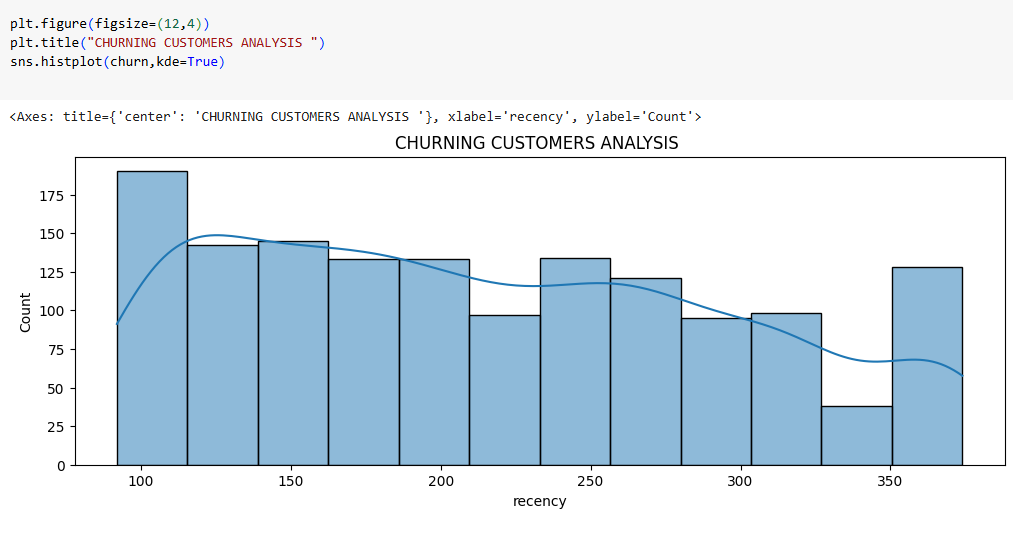 plt.figure(figsize=(12,4))
plt.title("CHURNING CUSTOMERS ANALYSIS ")
sns.histplot(churn,kde=True)
<Axes: title={'center': 'CHURNING CUSTOMERS ANALYSIS '}, xlabel='recency', ylabel='Count'>
CHURNING CUSTOMERS ANALYSIS
175
150
125
100
75
50
25
0
Count
100 150 200 250 300 350
recency